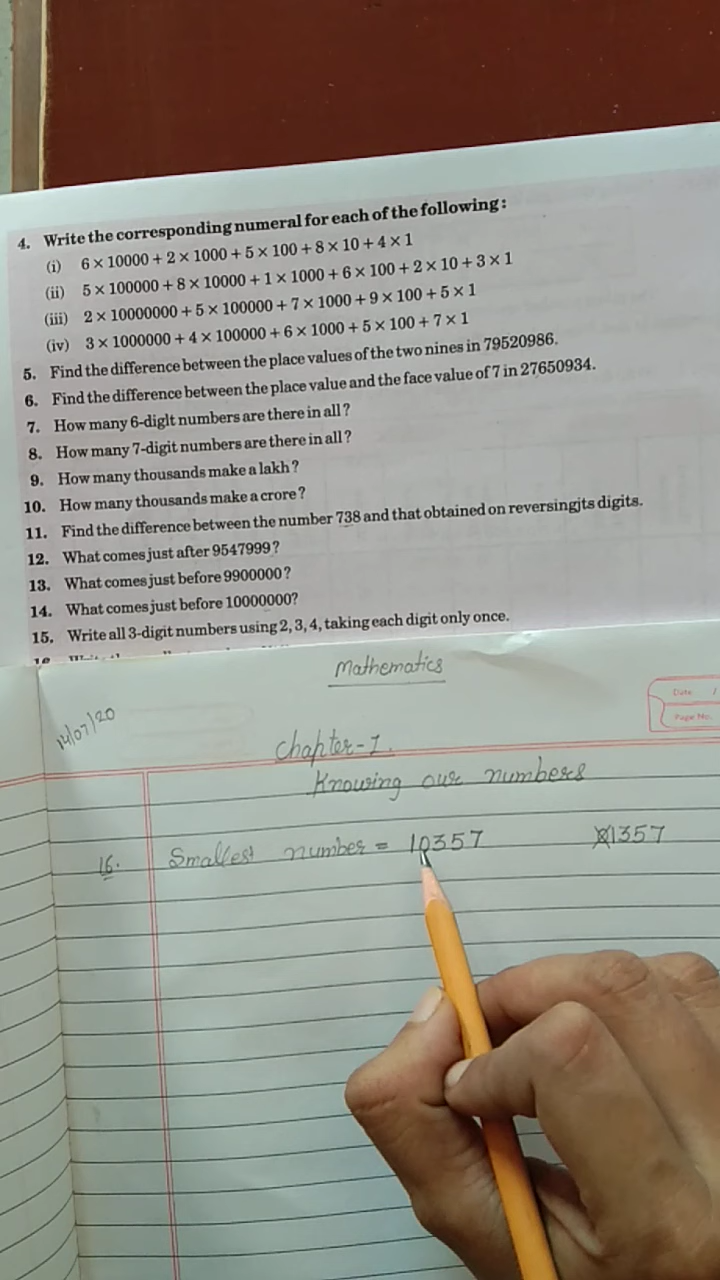 4. Write the corresponding numeral for each of the following:
(i) 6 × 10000 + 2 × 1000 + 5 × 100 + 8 × 10 + 4 × 1
(ii) 5 × 100000 + 8 × 10000 + 1 × 1000 + 6 × 100 + 2 × 10 + 3 × 1
(iii) 2 × 10000000 + 5 × 100000 + 7 × 1000 + 9 × 100 + 5 × 1
(iv) 3 × 1000000 + 4 × 100000 + 6 × 1000 + 5 × 100 + 7 × 1
5. Find the difference between the place values of the two nines in 79520986.
6. Find the difference between the place value and the face value of 7 in 27650934.
7. How many 6-digIt numbers are there in all?
8. How many 7-digit numbers are there in all?
9. How many thousands make a lakh?
10. How many thousands make a crore?
11. Find the difference between the number 738 and that obtained on reversingjts digits.
12. What comes just after 9547999?
13. What comes just before 9900000?
14. What comes just before 10000000?
15. Write all 3-digit numbers using 2, 3, 4, taking each digit only once.
Mathematics
Date /
Page No.
14/07/20
Chapter-1.
Knowing our numbers
16. Smallest number = 10357 01357